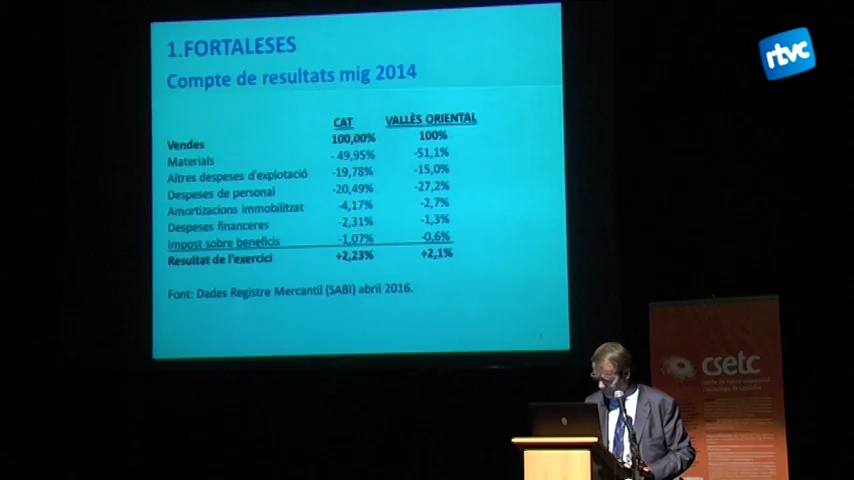 rtvc
1.FORTALESES
Compte de resultats mig 2014
CAT VALLÈS ORIENTAL
Vendes 100,00% 100%
Materials - 49,95% -51,1%
Altres despeses d'explotació -19,78% -15,0%
Despeses de personal -20,49% -27,2%
Amortizacions immobilitzat -4,17% -2,7%
Despeses financeres -2,31% -1,3%
Impost sobre beneficis -1,07% -0,6%
Resultat de l'exercici +2,23% +2,1%
Font: Dades Registre Mercantil (SABI) abril 2016.
csetc